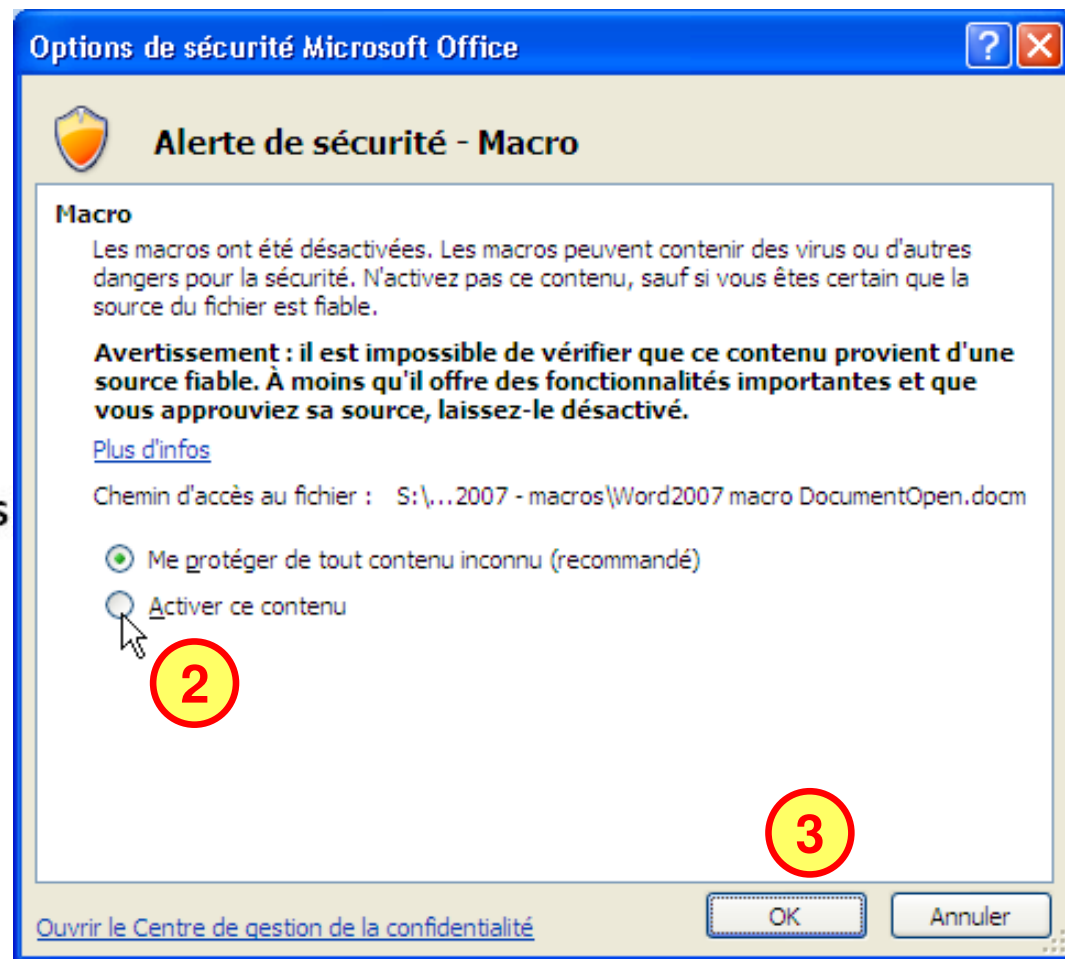 Options de sécurité Microsoft Office
Alerte de sécurité - Macro
Macro
Les macros ont été désactivées. Les macros peuvent contenir des virus ou d'autres
dangers pour la sécurité. N'activez pas ce contenu, sauf si vous êtes certain que la
source du fichier est fiable.
Avertissement : il est impossible de vérifier que ce contenu provient d'une
source fiable. À moins qu'il offre des fonctionnalités importantes et que
vous approuviez sa source, laissez-le désactivé.
Plus d'infos
Chemin d'accès au fichier : S:\...2007 - macros\Word2007 macro DocumentOpen.docm
s
Me protéger de tout contenu inconnu (recommandé)
Activer ce contenu
2
3
Ouvrir le Centre de gestion de la confidentialité
OK
Annuler